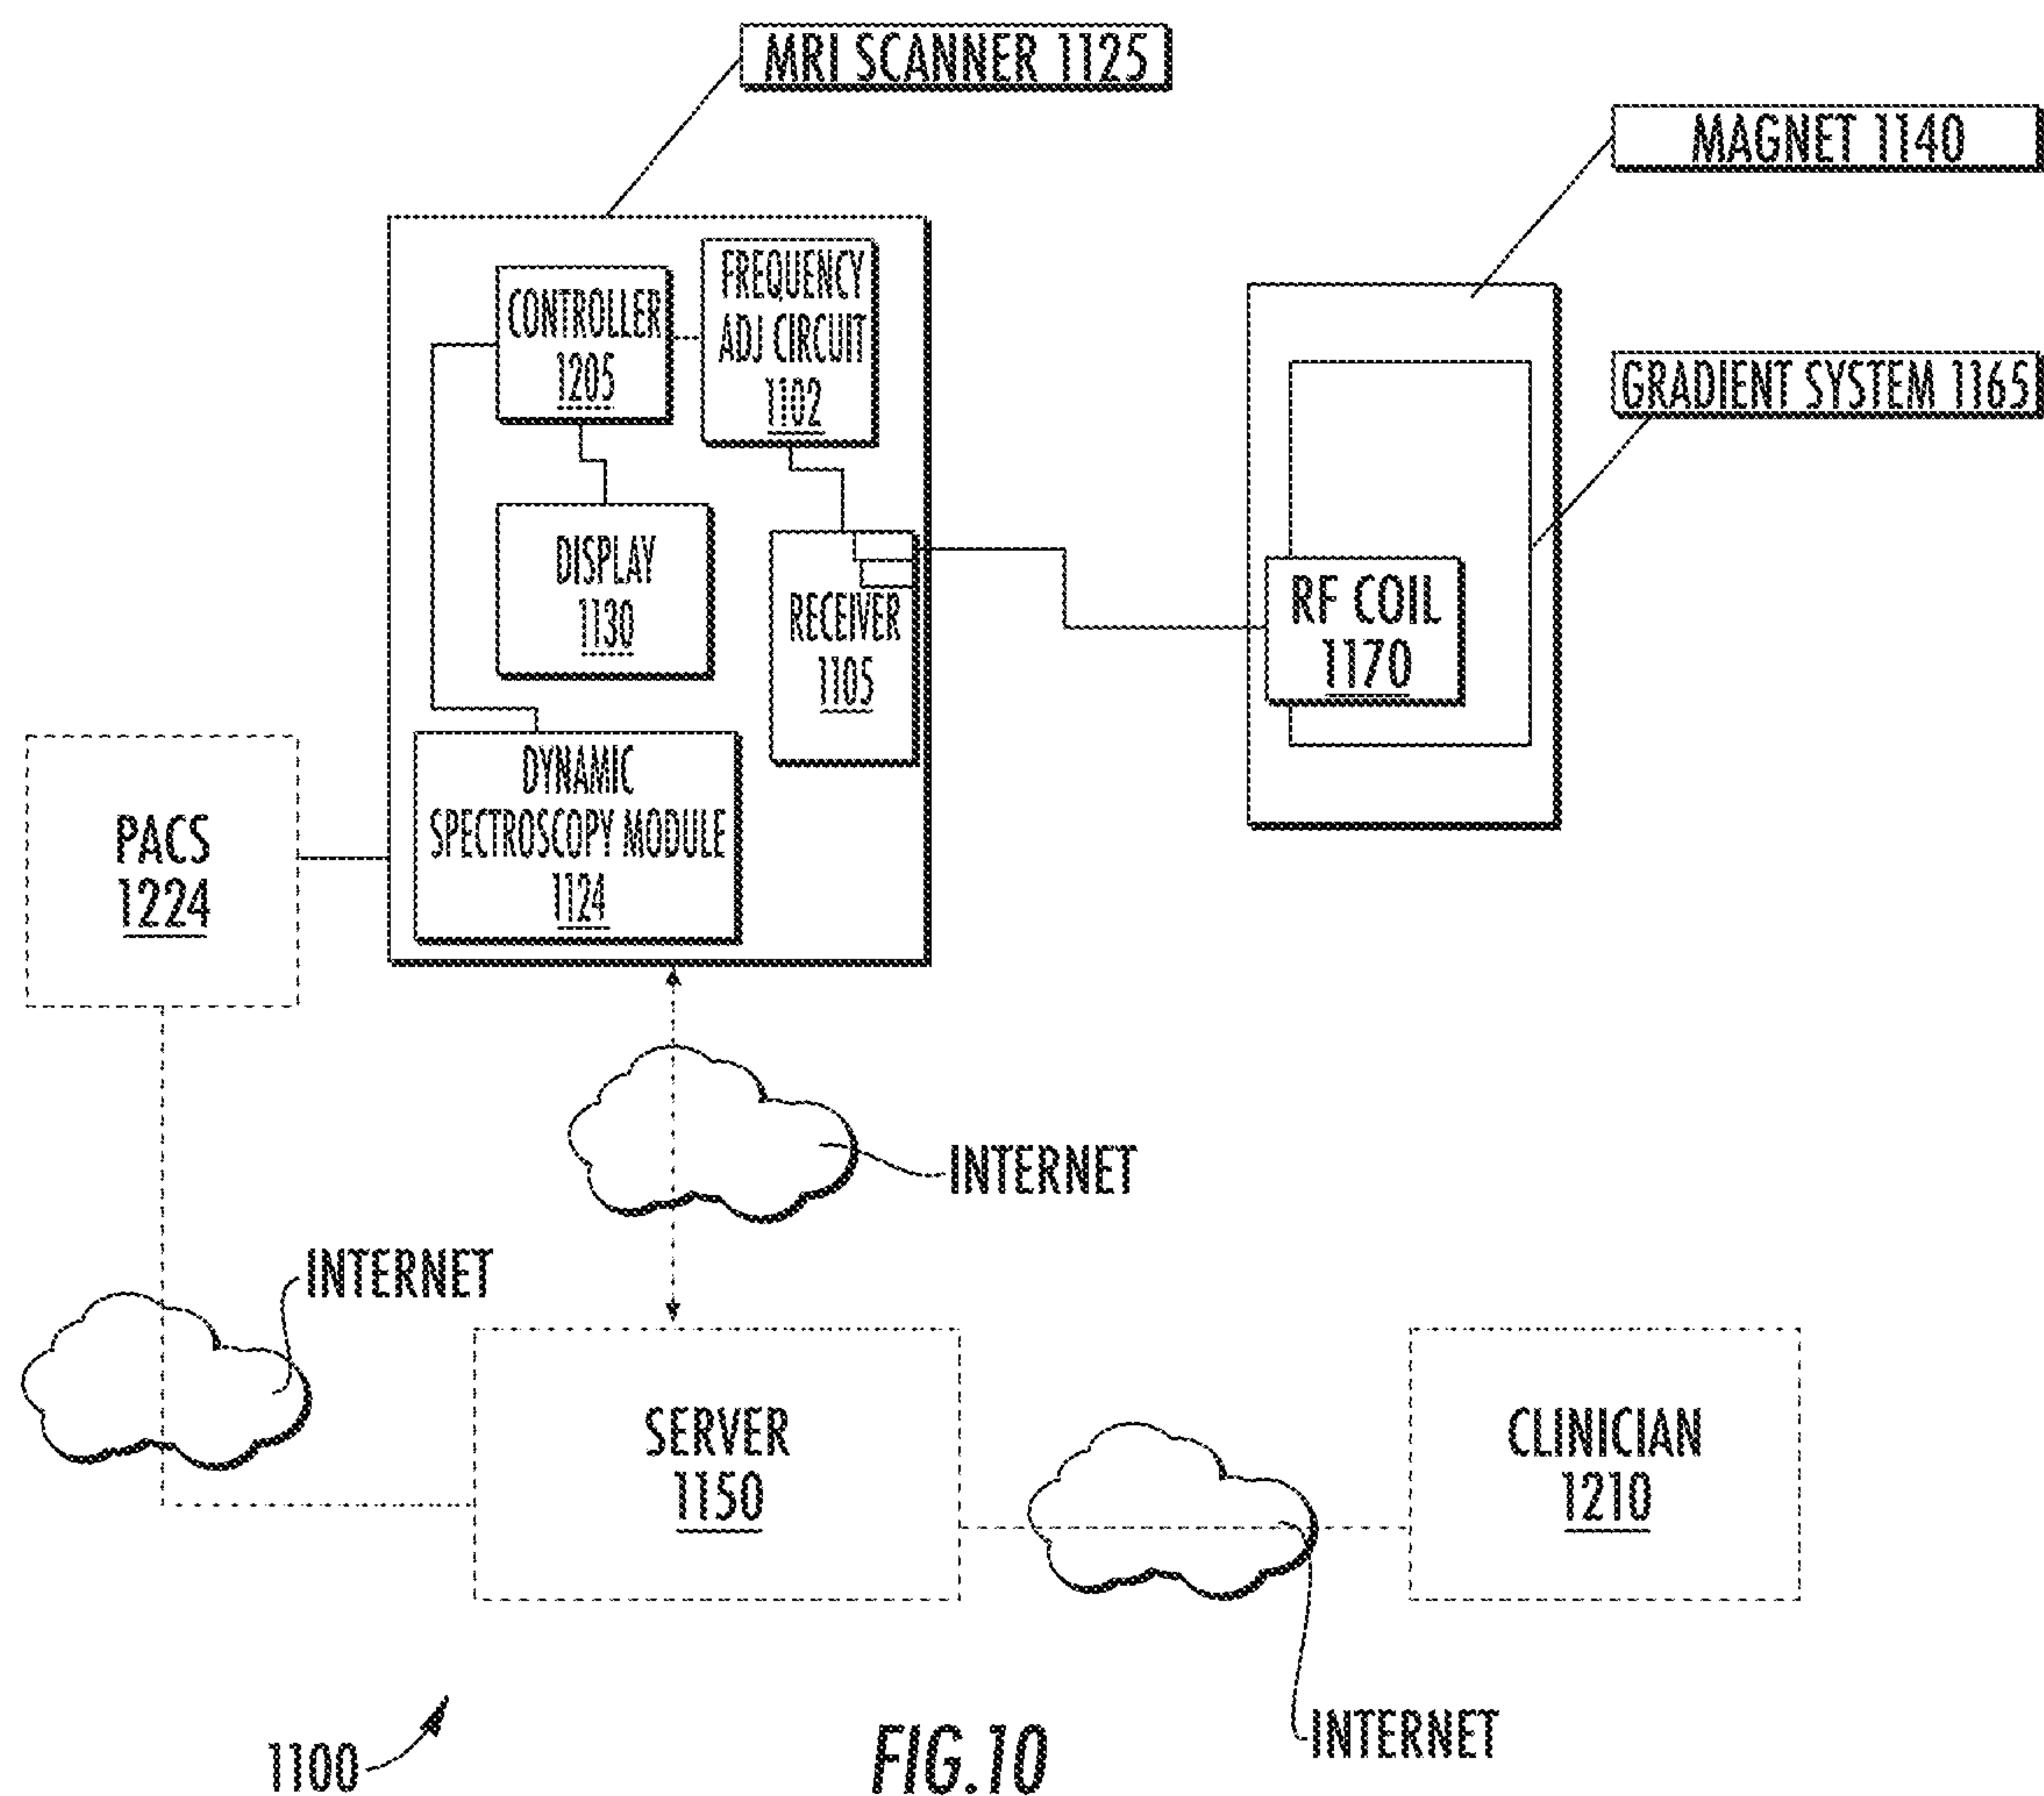 MRI SCANNER 1125
MAGNET 1140
FREQUENCY
ADJ CIRCUIT
1102
CONTROLLER
1205
GRADIENT SYSTEM 1165
DISPLAY
1130
RECEIVER
1105
RF COIL
1170
DYNAMIC
SPECTROSCOPY MODULE
1124
PACS
1224
INTERNET
INTERNET
SERVER
1150
CLINICIAN
1210
INTERNET
1100
FIG.10